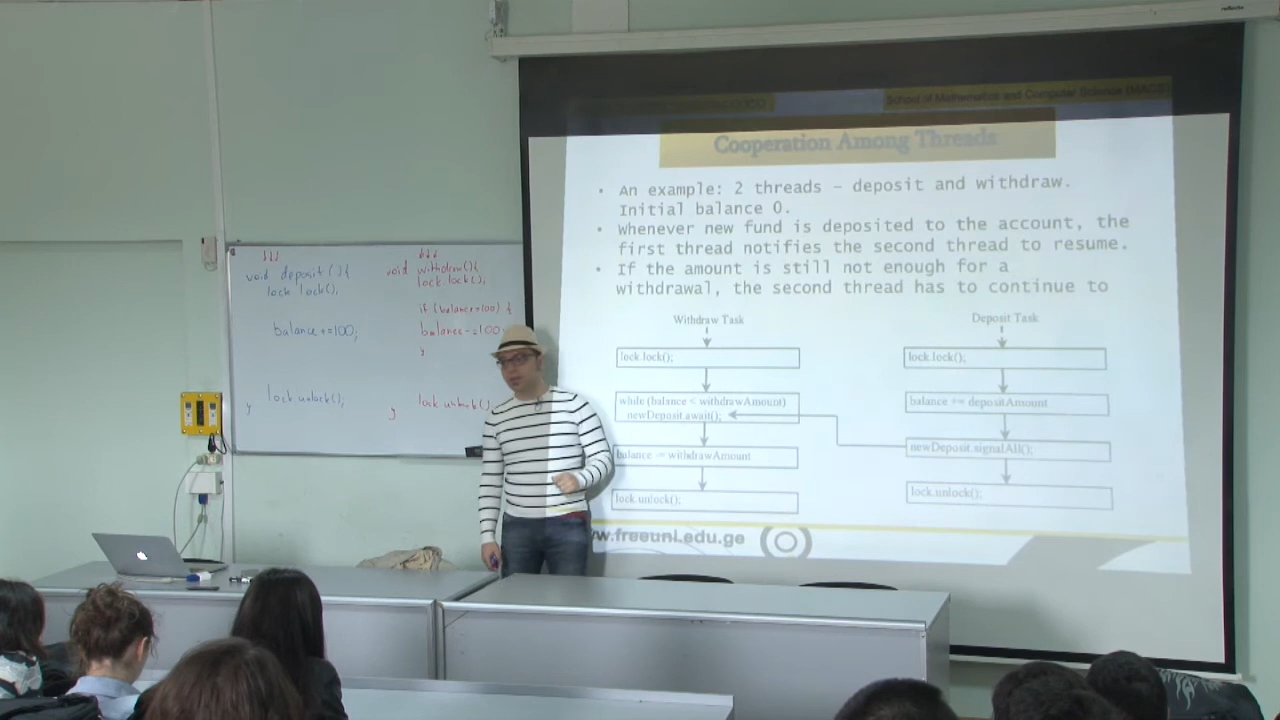 void deposit(){
lock.lock();
balance+=100;
lock.unlock();
}
void withdraw(){
lock.lock();
if (balance=100) {
balance-=100
}
lock.unlock()
}
School of Mathematics and Computer Science (MACS)
Cooperation Among Threads
• An example: 2 threads – deposit and withdraw.
Initial balance 0.
• Whenever new fund is deposited to the account, the
first thread notifies the second thread to resume.
• If the amount is still not enough for a
withdrawal, the second thread has to continue to
Withdraw Task
lock.lock();
while (balance < withdrawAmount)
newDeposit.await();
balance -= withdrawAmount
lock.unlock();
Deposit Task
lock.lock();
balance += depositAmount
newDeposit.signalAll();
lock.unlock();
w.freeuni.edu.ge